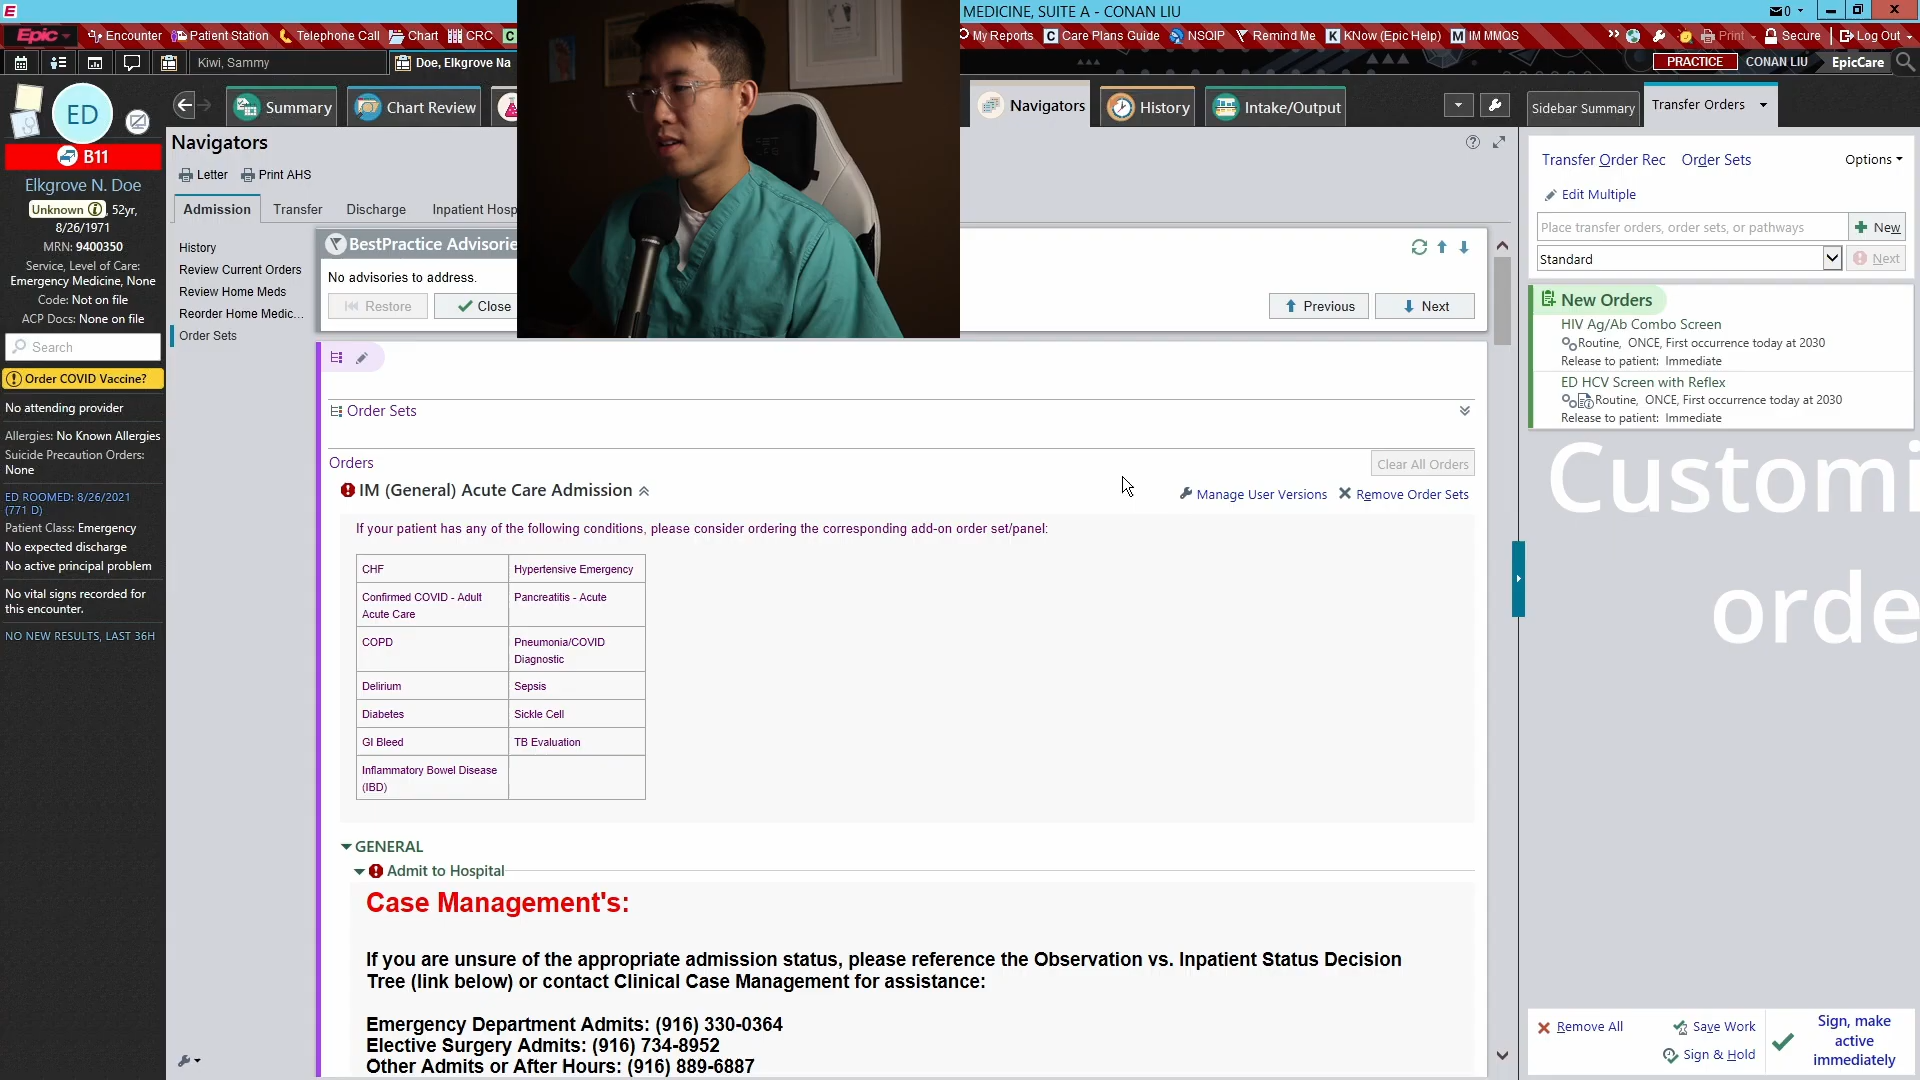 MEDICINE, SUITE A - CONAN LIU
0
Epic
Encounter
Patient Station
Telephone Call
Chart
CRC
C
My Reports
C Care Plans Guide
NSQIP
Remind Me
K KNow (Epic Help)
M IM MMQS
Print
Secure
Log Out
Kiwi, Sammy
Doe, Elkgrove Na
PRACTICE
CONAN LIU
EpicCare
ED
B11
Elkgrove N. Doe
Unknown , 52yr,
8/26/1971
MRN: 9400350
Service, Level of Care:
Emergency Medicine, None
Code: Not on file
ACP Docs: None on file
Search
Order COVID Vaccine?
No attending provider
Allergies: No Known Allergies
Suicide Precaution Orders:
None
ED ROOMED: 8/26/2021
(771 D)
Patient Class: Emergency
No expected discharge
No active principal problem
No vital signs recorded for
this encounter.
NO NEW RESULTS, LAST 36H
Summary
Chart Review
Navigators
History
Intake/Output
Navigators
Letter
Print AHS
Admission
Transfer
Discharge
Inpatient Hosp
History
Review Current Orders
Review Home Meds
Reorder Home Medic...
Order Sets
BestPractice Advisorie
No advisories to address.
Restore
Close
Previous
Next
Order Sets
Orders
Clear All Orders
IM (General) Acute Care Admission
Manage User Versions
Remove Order Sets
If your patient has any of the following conditions, please consider ordering the corresponding add-on order set/panel:
CHF
Hypertensive Emergency
Confirmed COVID - Adult
Acute Care
Pancreatitis - Acute
COPD
Pneumonia/COVID
Diagnostic
Delirium
Sepsis
Diabetes
Sickle Cell
GI Bleed
TB Evaluation
Inflammatory Bowel Disease
(IBD)
GENERAL
Admit to Hospital
Case Management's:
If you are unsure of the appropriate admission status, please reference the Observation vs. Inpatient Status Decision
Tree (link below) or contact Clinical Case Management for assistance:
Emergency Department Admits: (916) 330-0364
Elective Surgery Admits: (916) 734-8952
Other Admits or After Hours: (916) 889-6887
Sidebar Summary
Transfer Orders
Transfer Order Rec
Order Sets
Options
Edit Multiple
Place transfer orders, order sets, or pathways
New
Standard
Next
New Orders
HIV Ag/Ab Combo Screen
Routine, ONCE, First occurrence today at 2030
Release to patient: Immediate
ED HCV Screen with Reflex
Routine, ONCE, First occurrence today at 2030
Release to patient: Immediate
Customi
orde
Remove All
Save Work
Sign & Hold
Sign, make
active
immediately